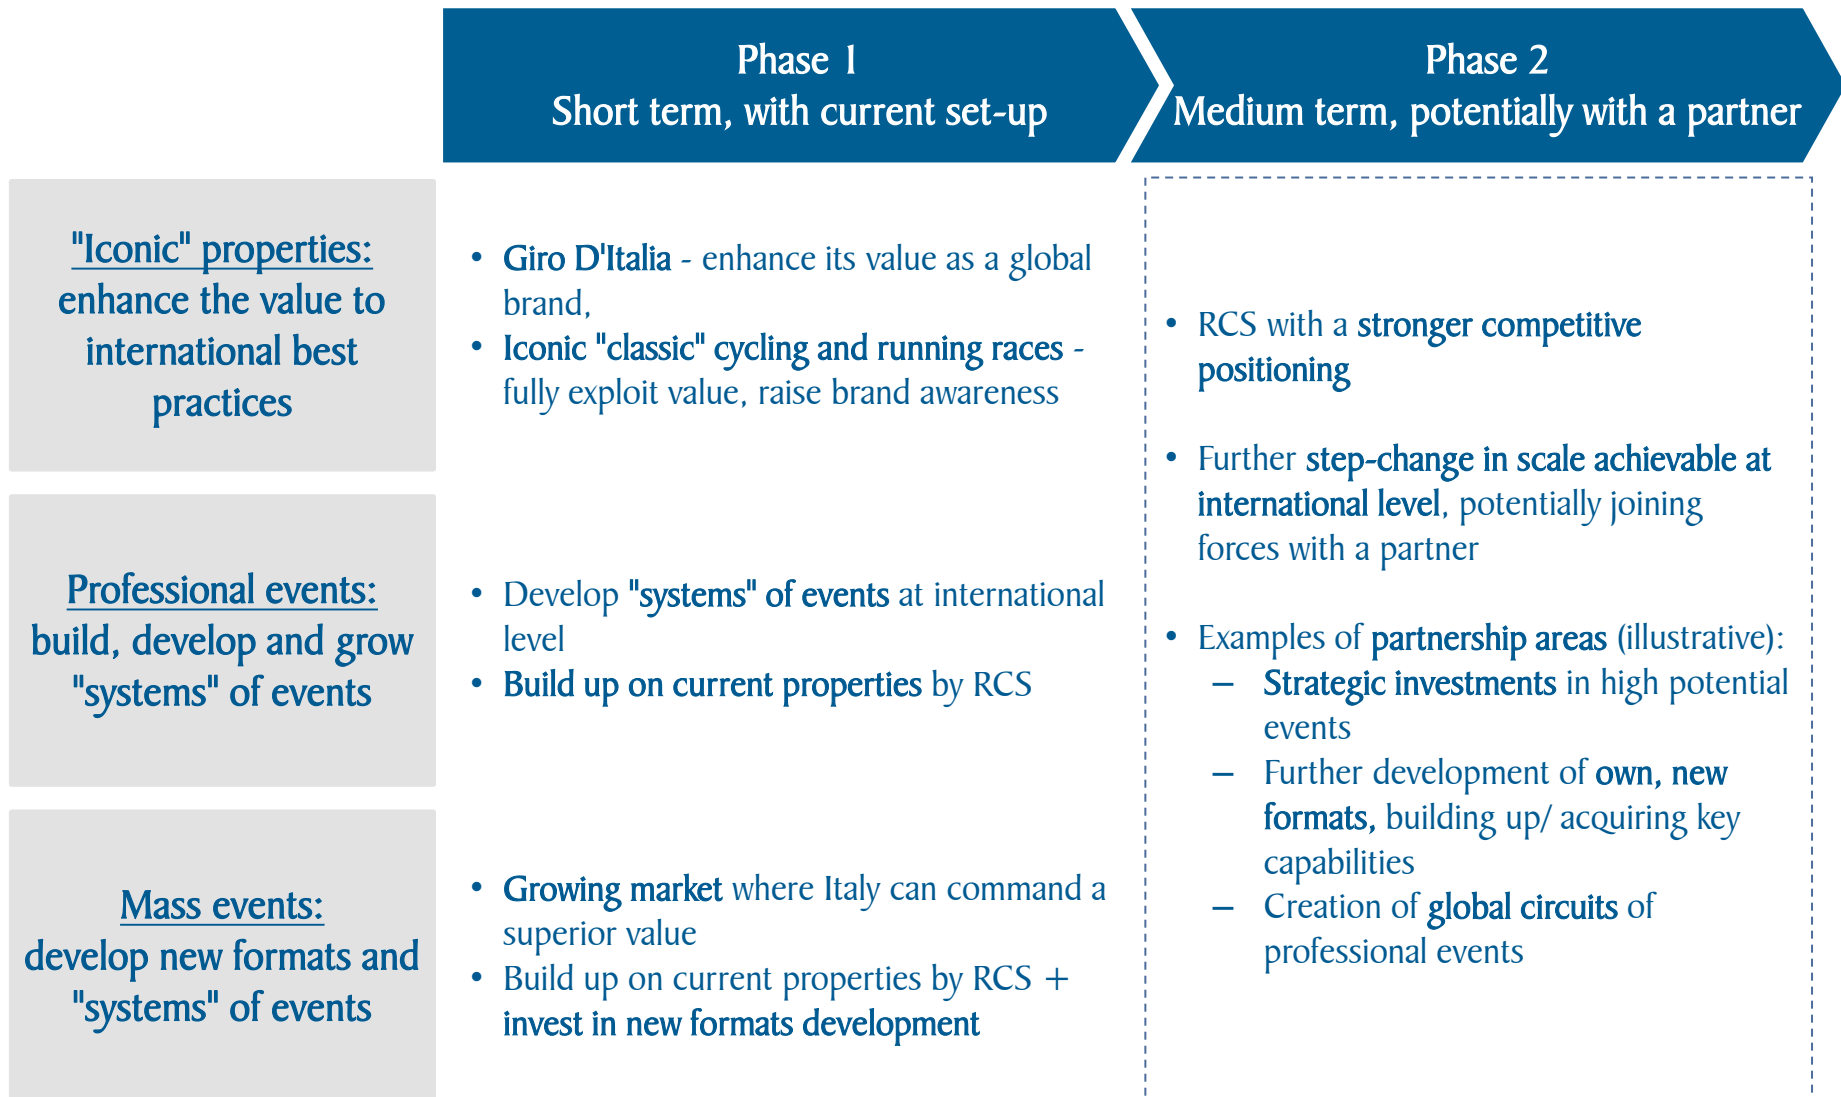 Phase 1
Short term, with current set-up
Phase 2
Medium term, potentially with a partner
"Iconic" properties:
enhance the value to
international best
practices
• Giro D'Italia - enhance its value as a global
brand,
• Iconic "classic" cycling and running races -
fully exploit value, raise brand awareness
Professional events:
build, develop and grow
"systems" of events
• Develop "systems" of events at international
level
• Build up on current properties by RCS
Mass events:
develop new formats and
"systems" of events
• Growing market where Italy can command a
superior value
• Build up on current properties by RCS +
invest in new formats development
• RCS with a stronger competitive
positioning
• Further step-change in scale achievable at
international level, potentially joining
forces with a partner
• Examples of partnership areas (illustrative):
– Strategic investments in high potential
events
– Further development of own, new
formats, building up/ acquiring key
capabilities
– Creation of global circuits of
professional events